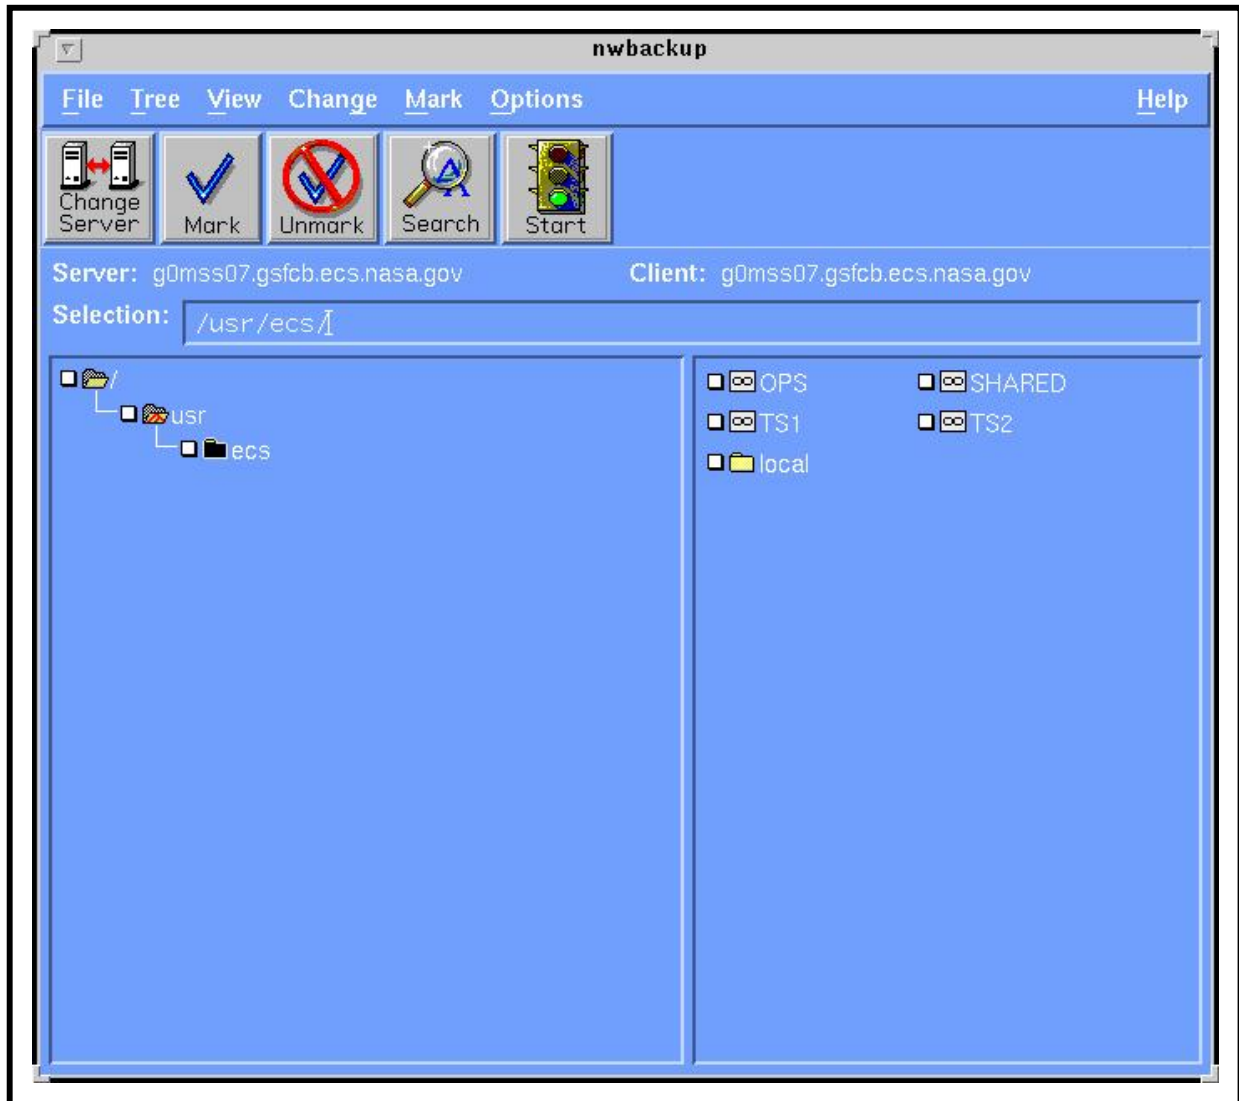 nwbackup
File Tree View Change Mark Options Help
Change Server
Mark
Unmark
Search
Start
Server: g0mss07.gsfcb.ecs.nasa.gov Client: g0mss07.gsfcb.ecs.nasa.gov
Selection: /usr/ecs/
/
usr
ecs
OPS SHARED
TS1 TS2
local